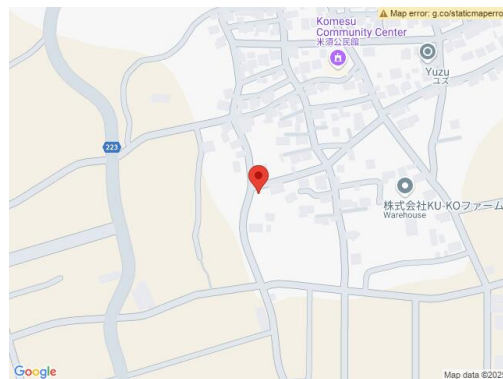 Map error: g.co/staticmaperro
Komesu
Community Center
米須公民館
Yuzu
ユズ
223
株式会社KU-KOファーム
Warehouse
Google
Map data ©202